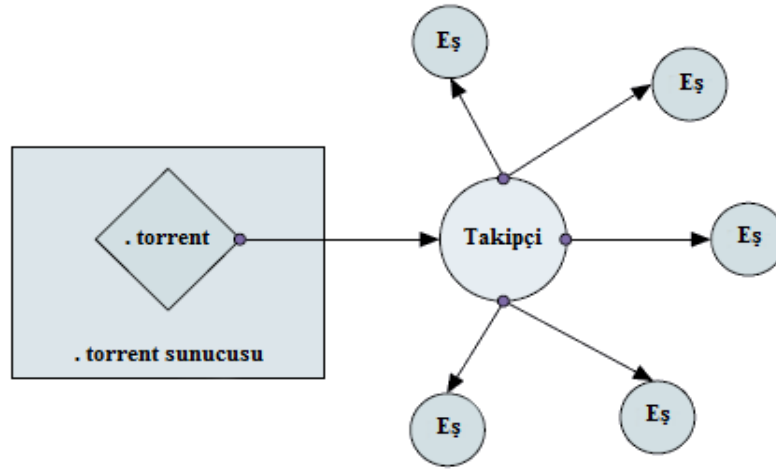 Eş
Eş
. torrent
Takipçi
Eş
. torrent sunucusu
Eş
Eş